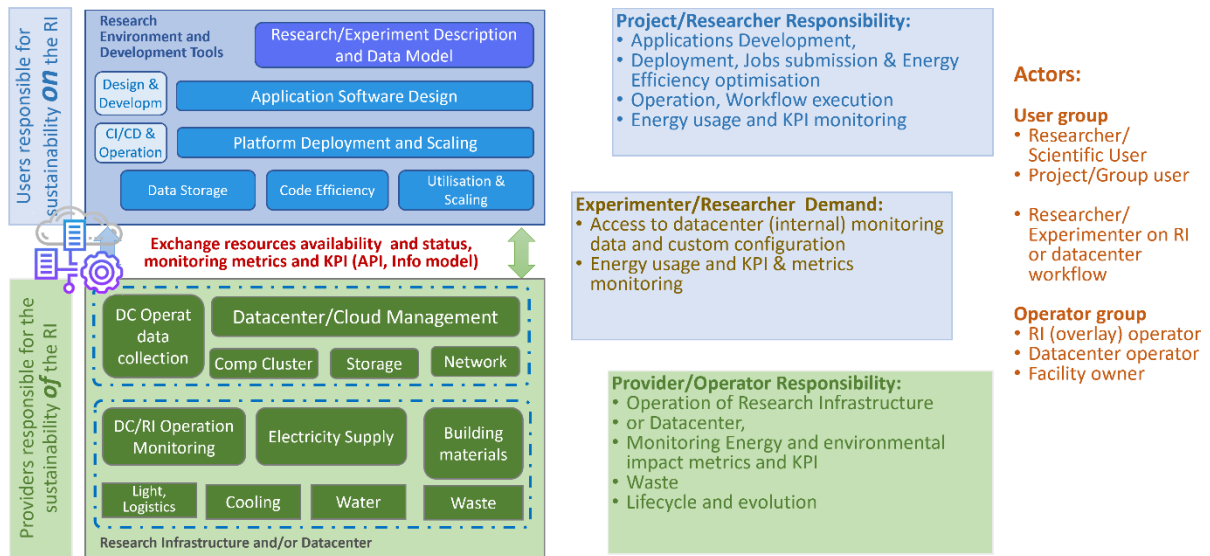 Users responsible for
sustainability on the RI
Research
Environment and
Development Tools
Research/Experiment Description
and Data Model
Design &
Developm
Application Software Design
CI/CD &
Operation
Platform Deployment and Scaling
Data Storage
Code Efficiency
Utilisation &
Scaling
Exchange resources availability and status,
monitoring metrics and KPI (API, Info model)
Providers responsible for the
sustainability of the RI
DC Operat
data
collection
Datacenter/Cloud Management
Comp Cluster
Storage
Network
DC/RI Operation
Monitoring
Electricity Supply
Building
materials
Light,
Logistics
Cooling
Water
Waste
Research Infrastructure and/or Datacenter
Project/Researcher Responsibility:
• Applications Development,
• Deployment, Jobs submission & Energy
Efficiency optimisation
• Operation, Workflow execution
• Energy usage and KPI monitoring
Experimenter/Researcher Demand:
• Access to datacenter (internal) monitoring
data and custom configuration
• Energy usage and KPI & metrics
monitoring
Provider/Operator Responsibility:
• Operation of Research Infrastructure
• or Datacenter,
• Monitoring Energy and environmental
impact metrics and KPI
• Waste
• Lifecycle and evolution
Actors:
User group
• Researcher/
Scientific User
• Project/Group user
• Researcher/
Experimenter on RI
or datacenter
workflow
Operator group
• RI (overlay) operator
• Datacenter operator
• Facility owner